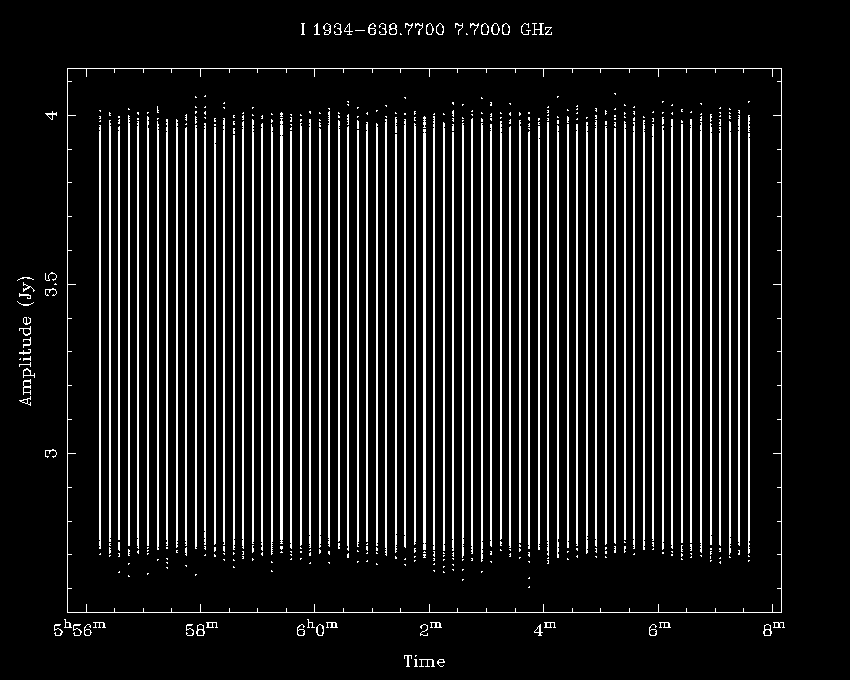 I 1934−638.7700 7.7000 GHz
4
3.5
3
Amplitude (Jy)
5ʰ56ᵐ 58ᵐ 6ʰ0ᵐ 2ᵐ 4ᵐ 6ᵐ 8ᵐ
Time